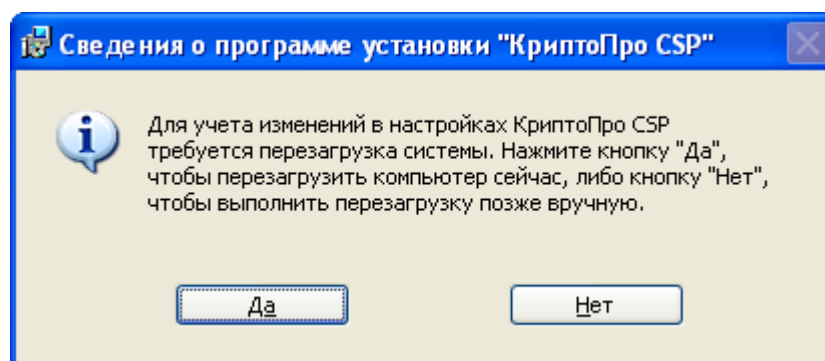 Сведения о программе установки "КриптоПро CSP"
Для учета изменений в настройках КриптоПро CSP
требуется перезагрузка системы. Нажмите кнопку "Да",
чтобы перезагрузить компьютер сейчас, либо кнопку "Нет",
чтобы выполнить перезагрузку позже вручную.
Да
Нет